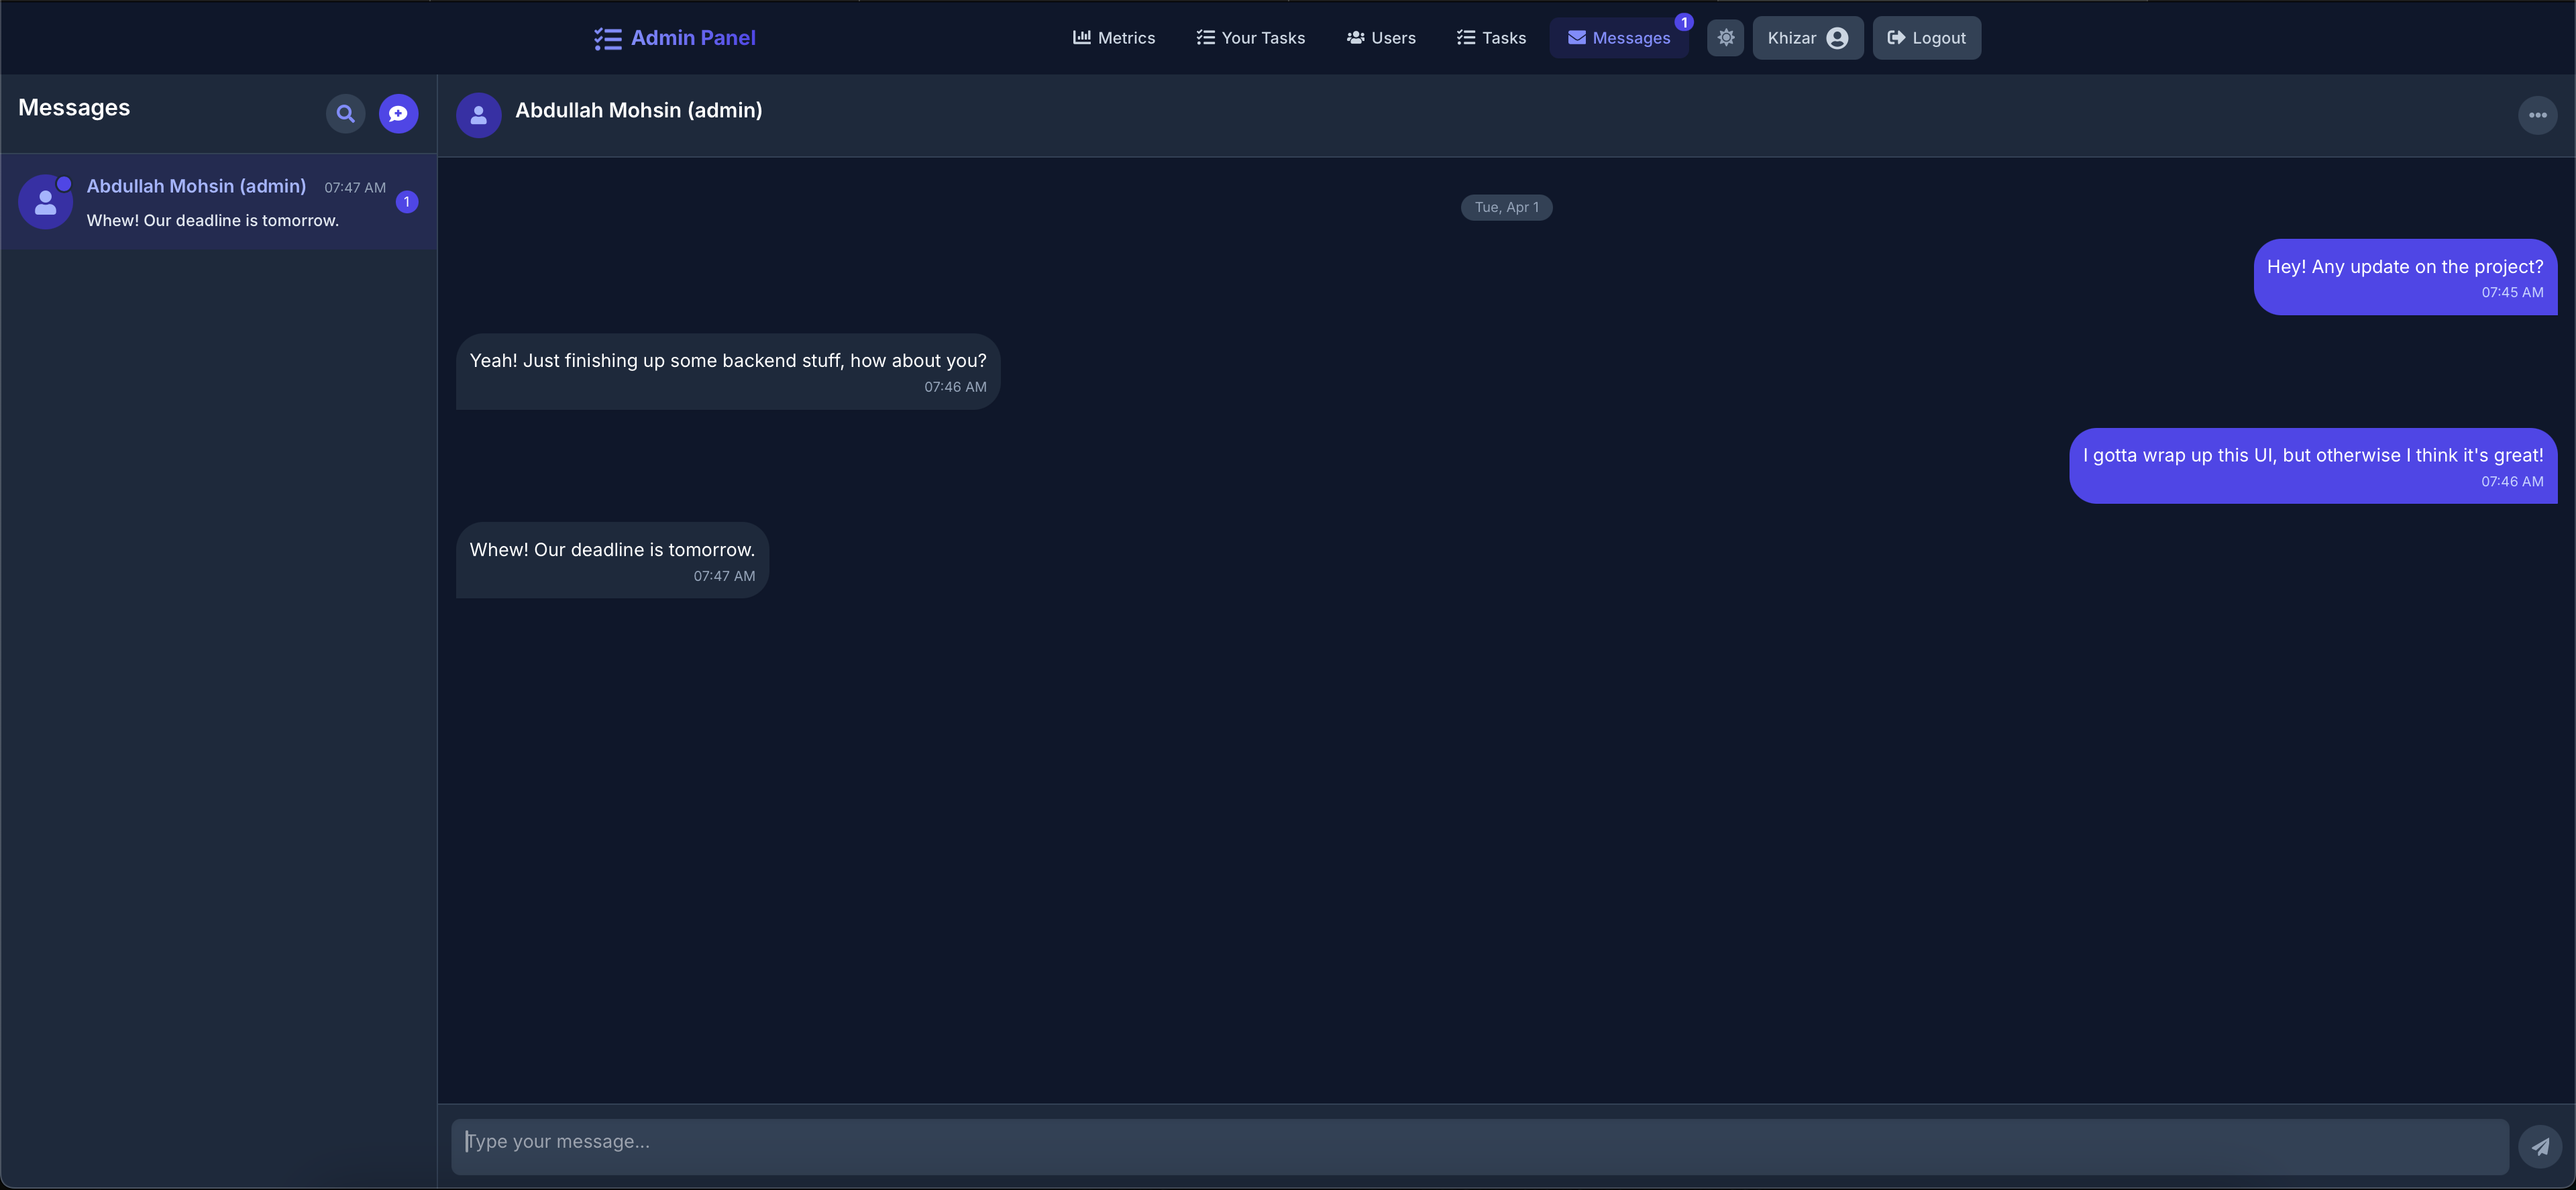 Admin Panel
Metrics
Your Tasks
Users
Tasks
Messages
1
Khizar
Logout
Messages
Abdullah Mohsin (admin)
07:47 AM
Whew! Our deadline is tomorrow.
1
Abdullah Mohsin (admin)
Tue, Apr 1
Hey! Any update on the project?
07:45 AM
Yeah! Just finishing up some backend stuff, how about you?
07:46 AM
I gotta wrap up this UI, but otherwise I think it's great!
07:46 AM
Whew! Our deadline is tomorrow.
07:47 AM
Type your message...